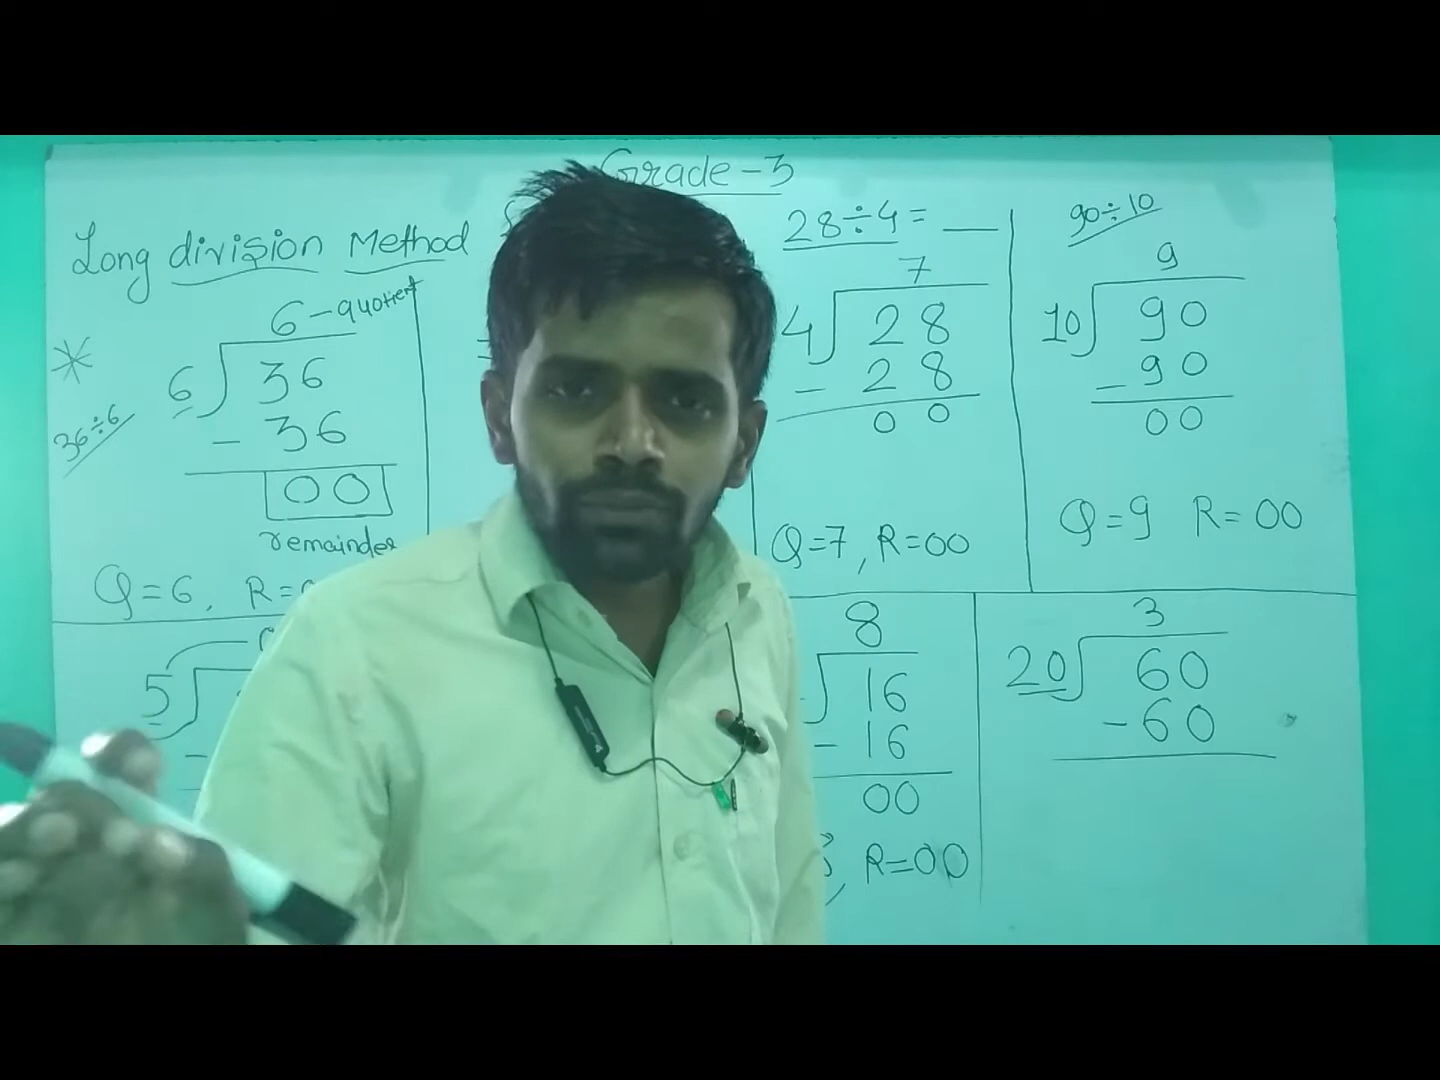 Grade-3
Long division Method
6 - quotient
6 36
36÷6
- 36
00
remainder
Q=6, R=
5
-
28÷4 = __
7
4 28
- 28
00
Q=7, R=00
90÷10
9
10 90
- 90
00
Q=9 R=00
8
16
- 16
00
, R=00
3
20 60
- 60